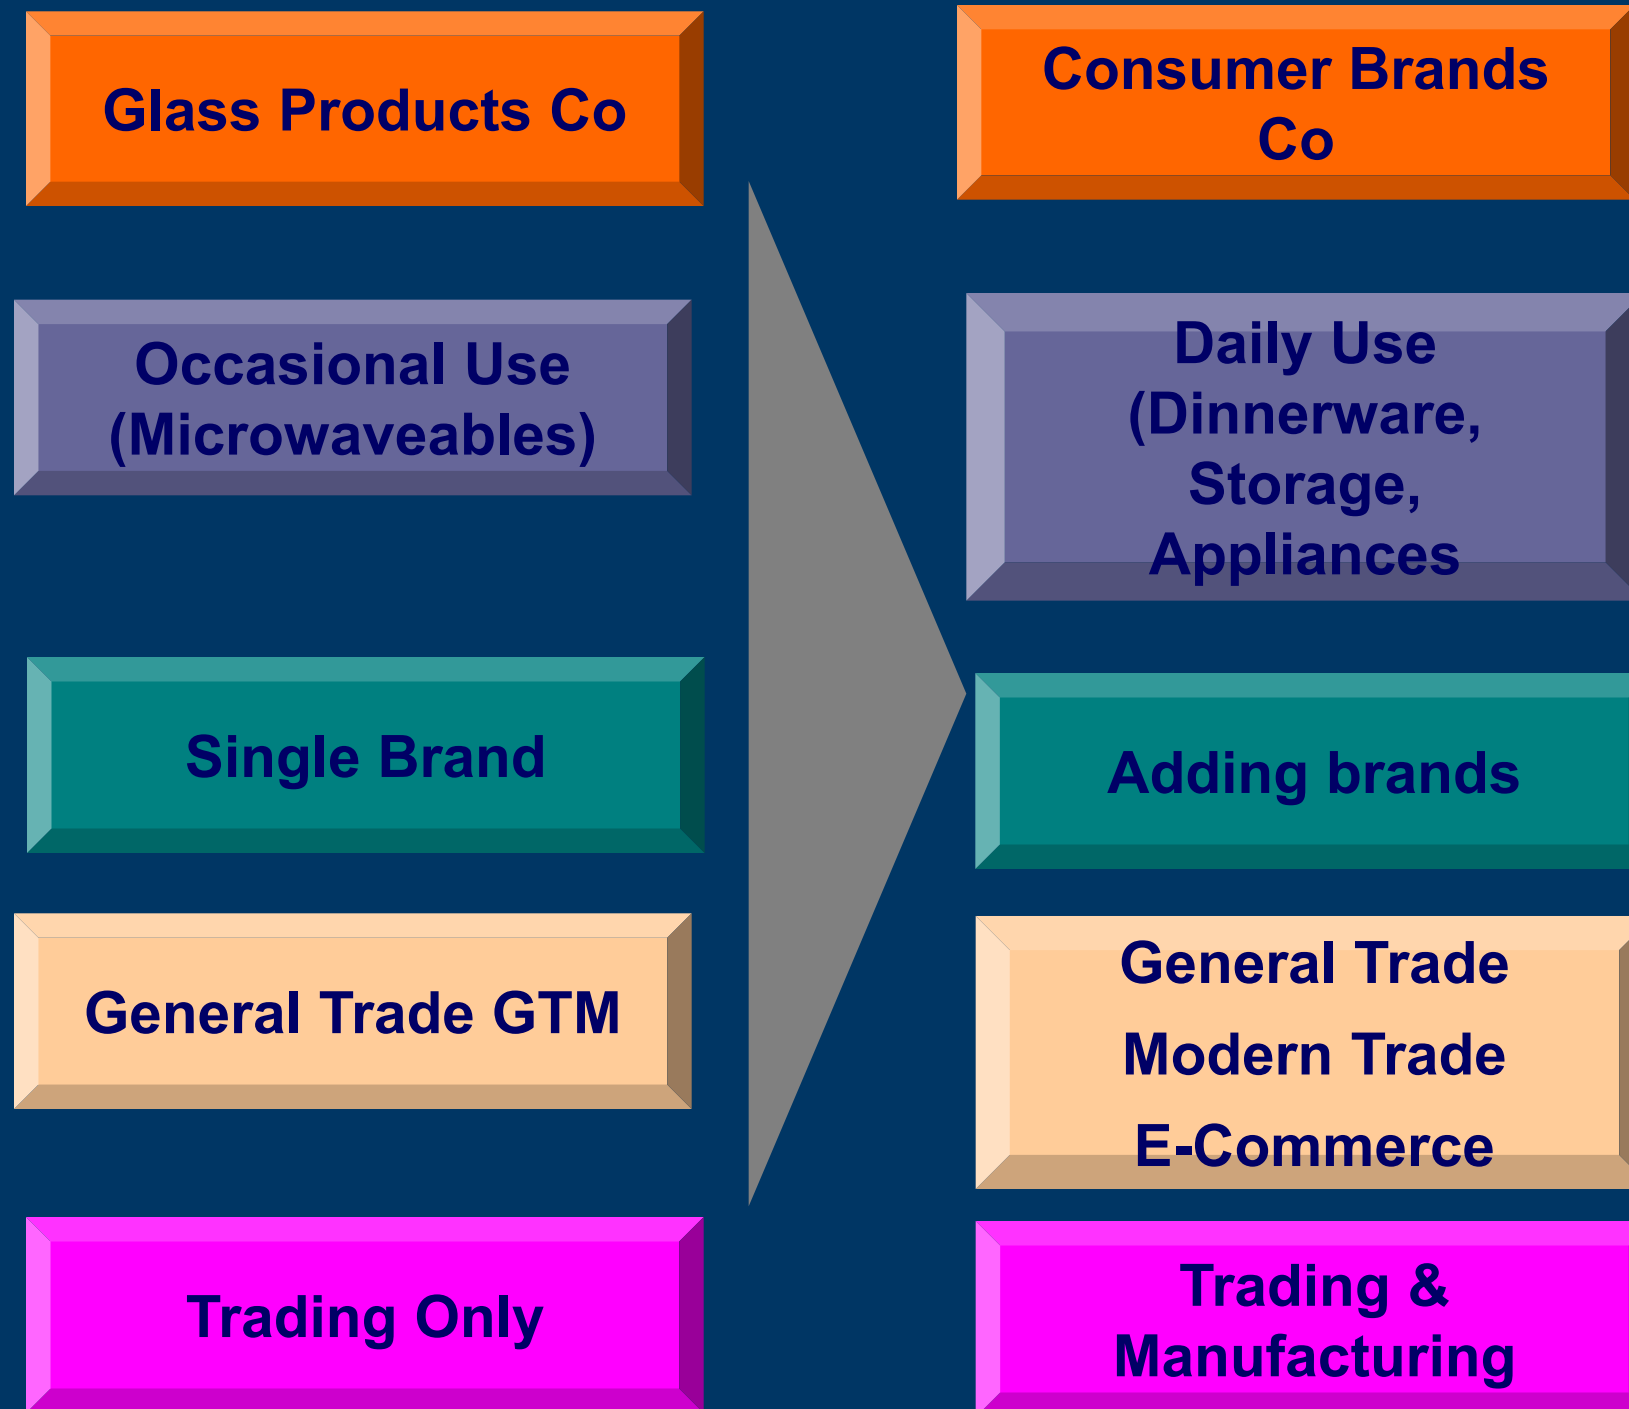 Glass Products Co
Consumer Brands
Co
Occasional Use
(Microwaveables)
Daily Use
(Dinnerware,
Storage,
Appliances
Single Brand
Adding brands
General Trade GTM
General Trade
Modern Trade
E-Commerce
Trading Only
Trading &
Manufacturing